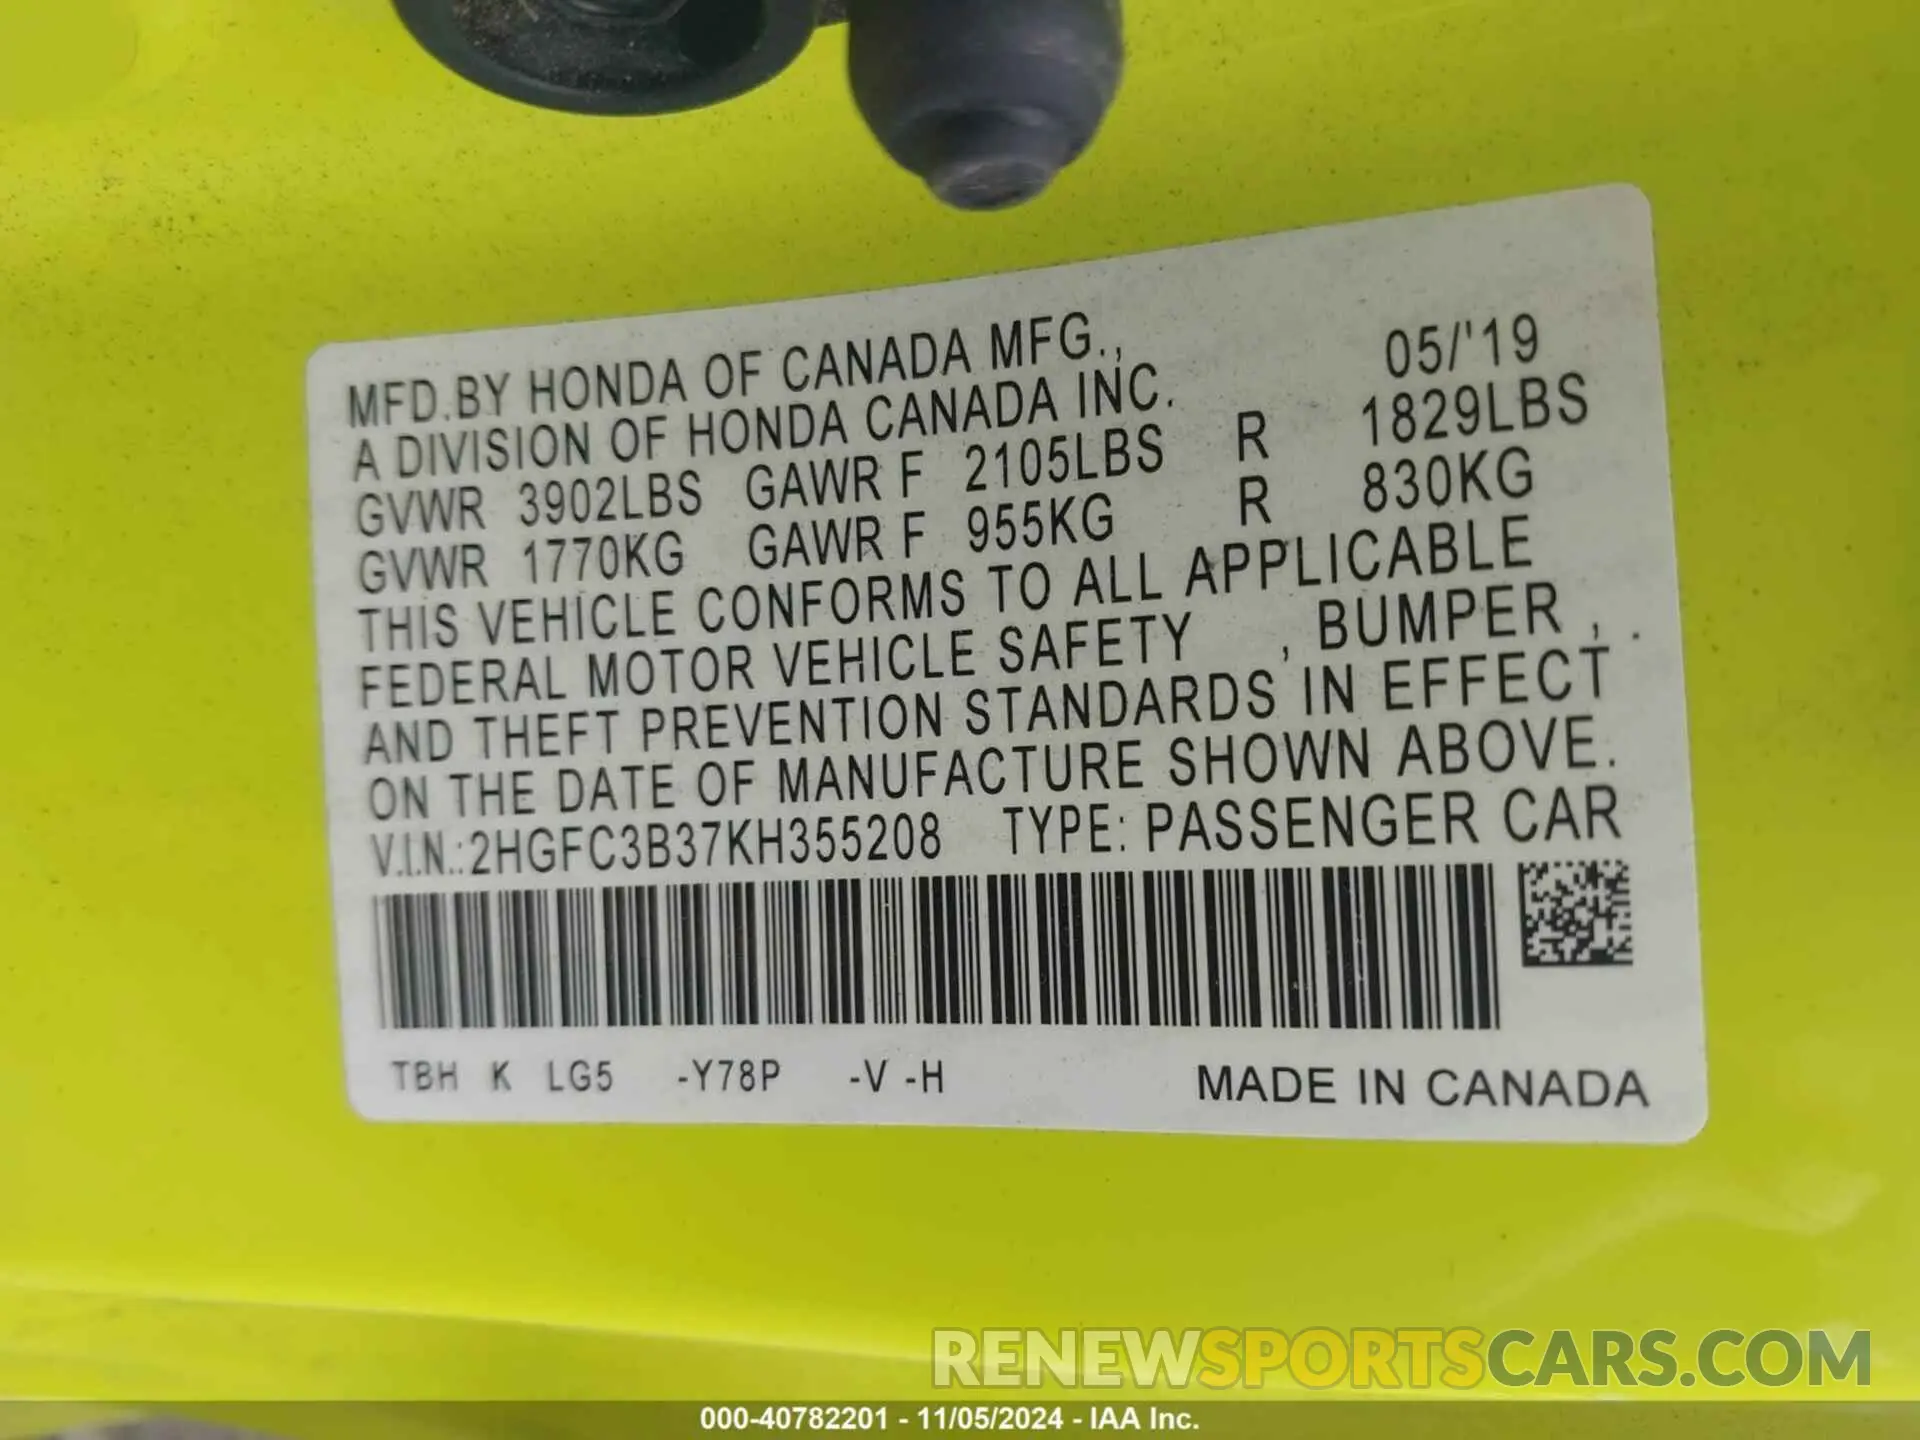 MFD.BY HONDA OF CANADA MFG., 05/'19
A DIVISION OF HONDA CANADA INC.
GVWR 3902LBS GAWR F 2105LBS R 1829LBS
GVWR 1770KG GAWR F 955KG R 830KG
THIS VEHICLE CONFORMS TO ALL APPLICABLE
FEDERAL MOTOR VEHICLE SAFETY , BUMPER , .
AND THEFT PREVENTION STANDARDS IN EFFECT
ON THE DATE OF MANUFACTURE SHOWN ABOVE.
V.I.N.:2HGFC3B37KH355208 TYPE: PASSENGER CAR
TBH K LG5 -Y78P -V -H MADE IN CANADA
RENEWSPORTSCARS.COM
000-40782201 - 11/05/2024 - IAA Inc.